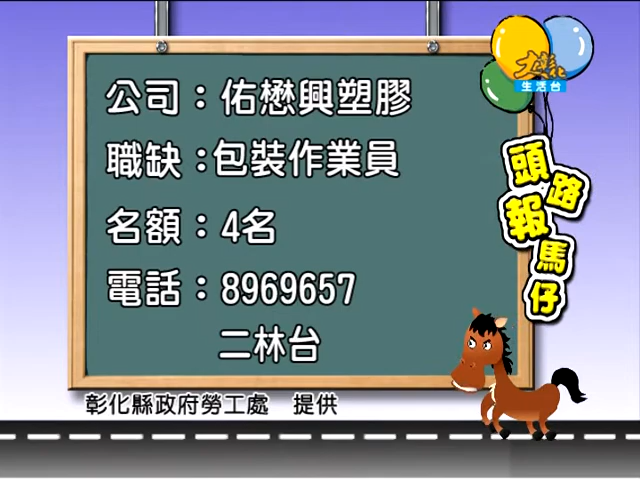 公司：佑懋興塑膠
職缺：包裝作業員
名額：4名
電話：8969657
二林台
彰化縣政府勞工處　提供
大彰化
生活台
頭路報馬仔